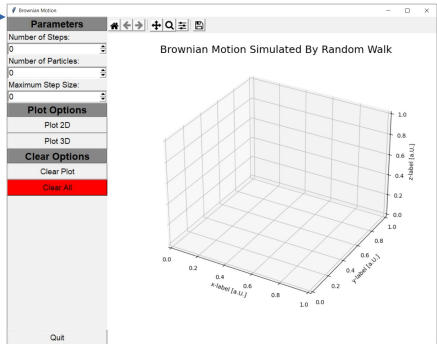 Brownian Motion
Parameters
Number of Steps:
0
Number of Particles:
0
Maximum Step Size:
0
Plot Options
Plot 2D
Plot 3D
Clear Options
Clear Plot
Clear All
Quit
Brownian Motion Simulated By Random Walk
1.0
0.8
0.6
0.4
0.2
0.0
z-label [a.U.]
0.0
0.2
0.4
0.6
0.8
1.0
x-label [a.U.]
0.0
0.2
0.4
0.6
0.8
1.0
y-label [a.U.]